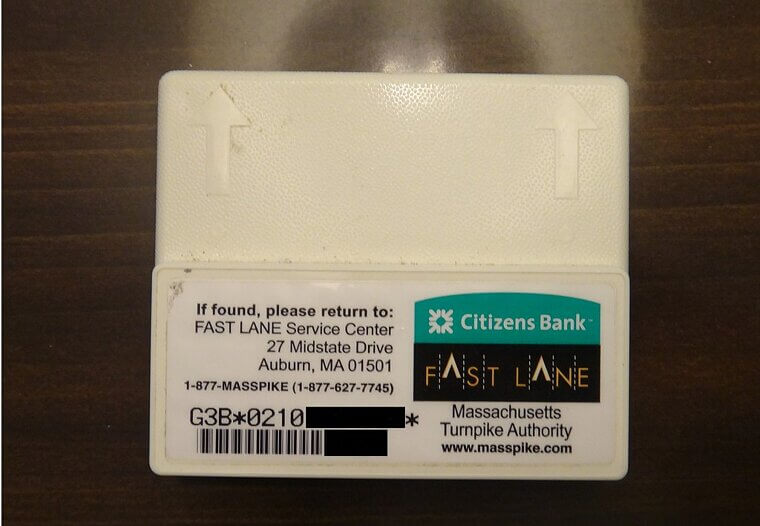 If found, please return to:
FAST LANE Service Center
27 Midstate Drive
Auburn, MA 01501
1-877-MASSPIKE (1-877-627-7745)
G3B*0210 *
Citizens Bank™
FAST LANE
Massachusetts
Turnpike Authority
www.masspike.com